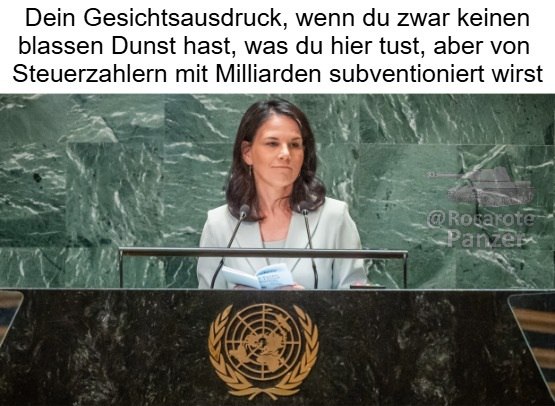 Dein Gesichtsausdruck, wenn du zwar keinen
blassen Dunst hast, was du hier tust, aber von
Steuerzahlern mit Milliarden subventioniert wirst
@Rosarote
Panzer